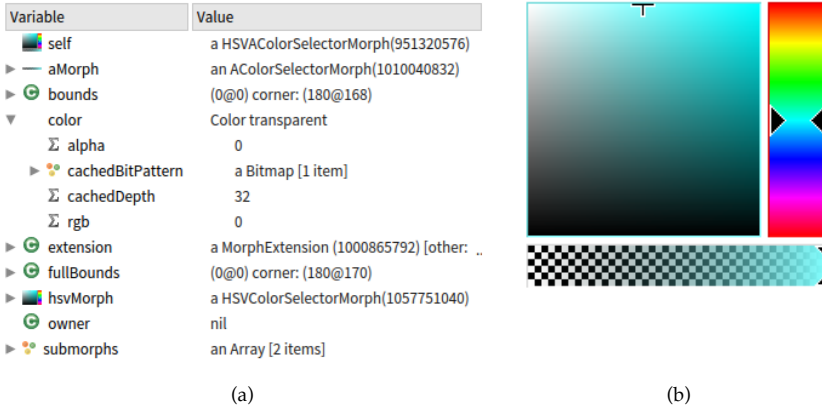 Variable Value
self a HSVAColorSelectorMorph(951320576)
aMorph an AColorSelectorMorph(1010040832)
bounds (0@0) corner: (180@168)
color Color transparent
Σ alpha 0
cachedBitPattern a Bitmap [1 item]
Σ cachedDepth 32
Σ rgb 0
extension a MorphExtension (1000865792) [other: ..
fullBounds (0@0) corner: (180@170)
hsvMorph a HSVColorSelectorMorph(1057751040)
owner nil
submorphs an Array [2 items]
(a) (b)